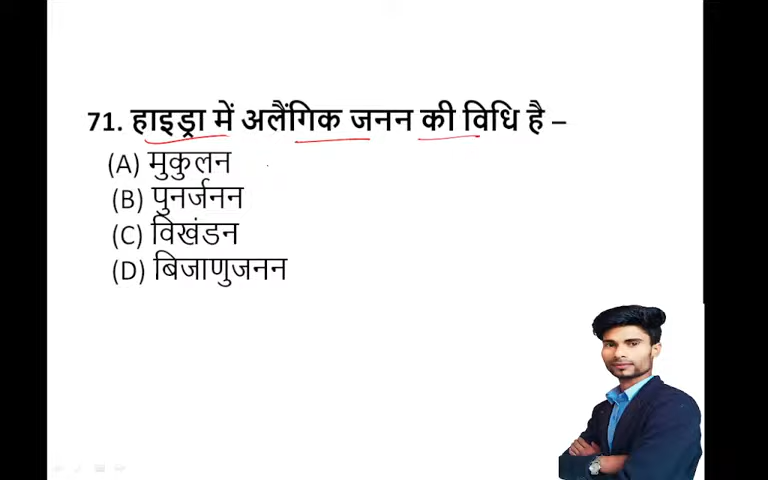 71. हाइड्रा में अलैंगिक जनन की विधि है –
(A) मुकुलन
(B) पुनर्जनन
(C) विखंडन
(D) बिजाणुजनन